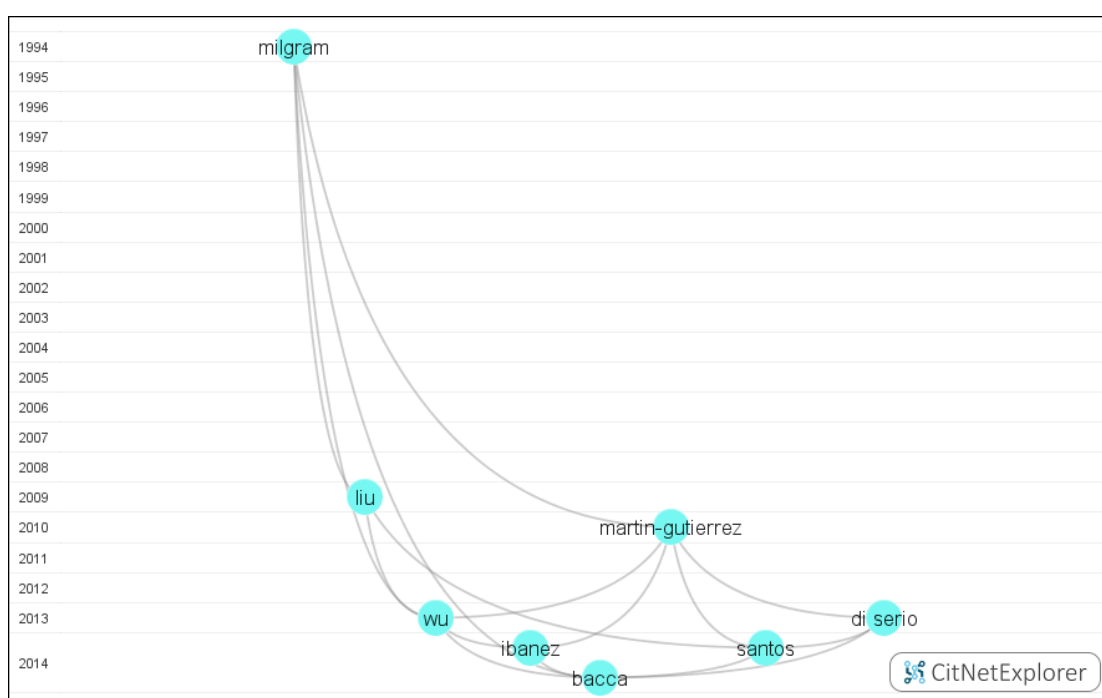 1994 milgram
1995
1996
1997
1998
1999
2000
2001
2002
2003
2004
2005
2006
2007
2008
2009 liu
2010 martin-gutierrez
2011
2012
2013 wu di serio
ibanez santos
2014
bacca
CitNetExplorer